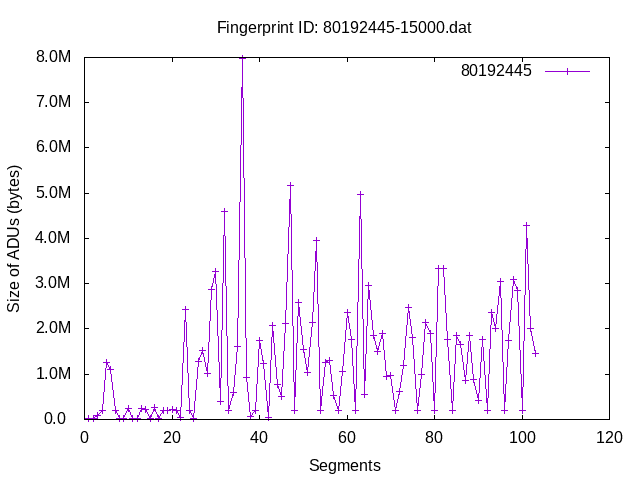 Fingerprint ID: 80192445-15000.dat
80192445
8.0M
7.0M
6.0M
5.0M
4.0M
3.0M
2.0M
1.0M
0.0
Size of ADUs (bytes)
0 20 40 60 80 100 120
Segments